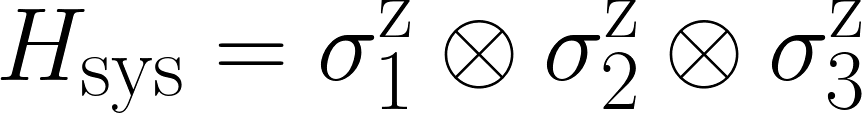 H_sys = σ_1^z ⊗ σ_2^z ⊗ σ_3^z